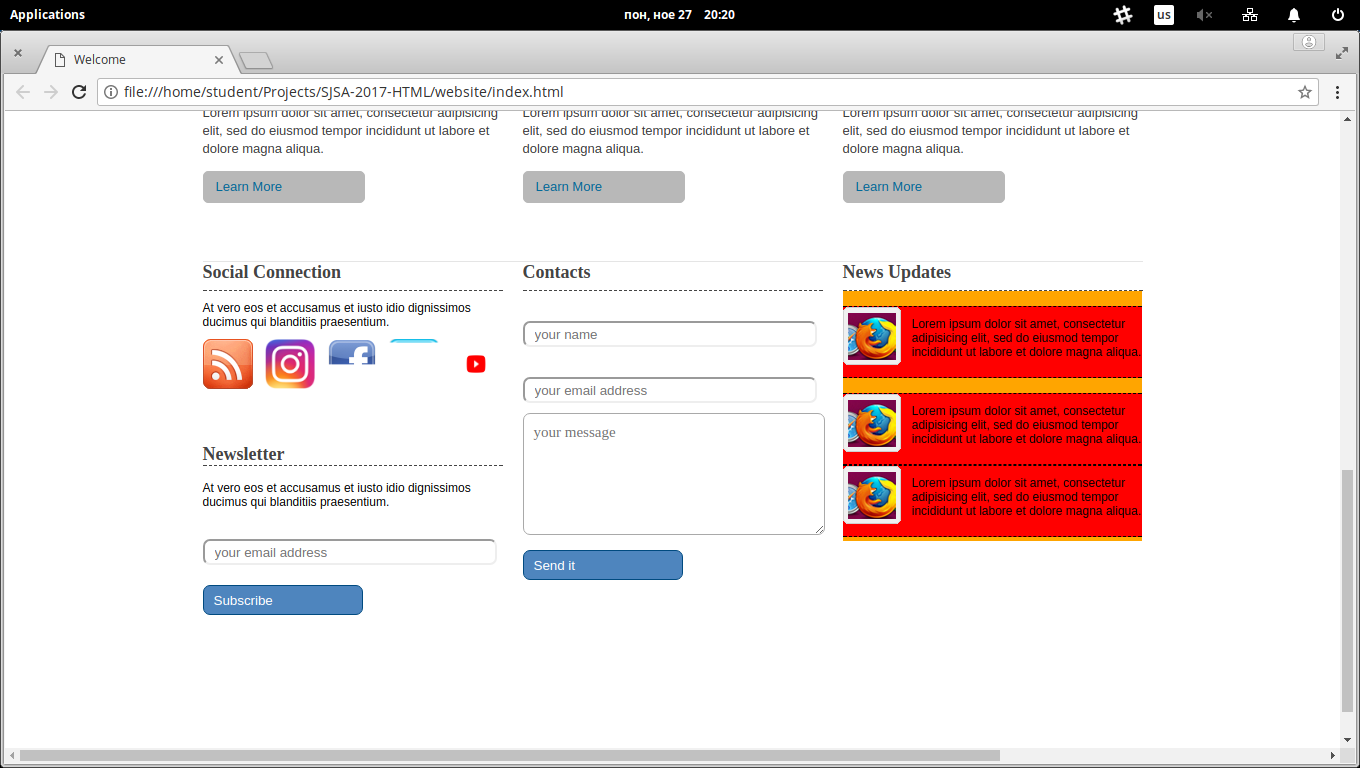 Applications
пон, ное 27 20:20
us
Welcome
file:///home/student/Projects/SJSA-2017-HTML/website/index.html
Lorem ipsum dolor sit amet, consectetur adipisicing
elit, sed do eiusmod tempor incididunt ut labore et
dolore magna aliqua.
Learn More
Lorem ipsum dolor sit amet, consectetur adipisicing
elit, sed do eiusmod tempor incididunt ut labore et
dolore magna aliqua.
Learn More
Lorem ipsum dolor sit amet, consectetur adipisicing
elit, sed do eiusmod tempor incididunt ut labore et
dolore magna aliqua.
Learn More
Social Connection
At vero eos et accusamus et iusto idio dignissimos
ducimus qui blanditiis praesentium.
Newsletter
At vero eos et accusamus et iusto idio dignissimos
ducimus qui blanditiis praesentium.
your email address
Subscribe
Contacts
your name
your email address
your message
Send it
News Updates
Lorem ipsum dolor sit amet, consectetur
adipisicing elit, sed do eiusmod tempor
incididunt ut labore et dolore magna aliqua.
Lorem ipsum dolor sit amet, consectetur
adipisicing elit, sed do eiusmod tempor
incididunt ut labore et dolore magna aliqua.
Lorem ipsum dolor sit amet, consectetur
adipisicing elit, sed do eiusmod tempor
incididunt ut labore et dolore magna aliqua.